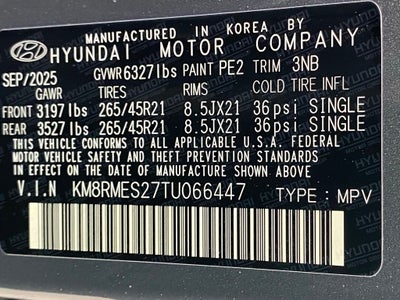 MANUFACTURED IN KOREA BY
HYUNDAI MOTOR COMPANY
SEP/2025 GVWR6327lbs PAINT PE2 TRIM 3NB
GAWR TIRES RIMS COLD TIRE INFL
FRONT 3197lbs 265/45R21 8.5JX21 36psi SINGLE
REAR 3527lbs 265/45R21 8.5JX21 36psi SINGLE
THIS VEHICLE CONFORMS TO ALL APPLICABLE U.S.A. FEDERAL
MOTOR VEHICLE SAFETY AND THEFT PREVENTION STANDARDS
IN EFFECT ON THE DATE OF MANUFACTURE SHOWN ABOVE.
V.I.N KM8RMES27TU066447 TYPE : MPV